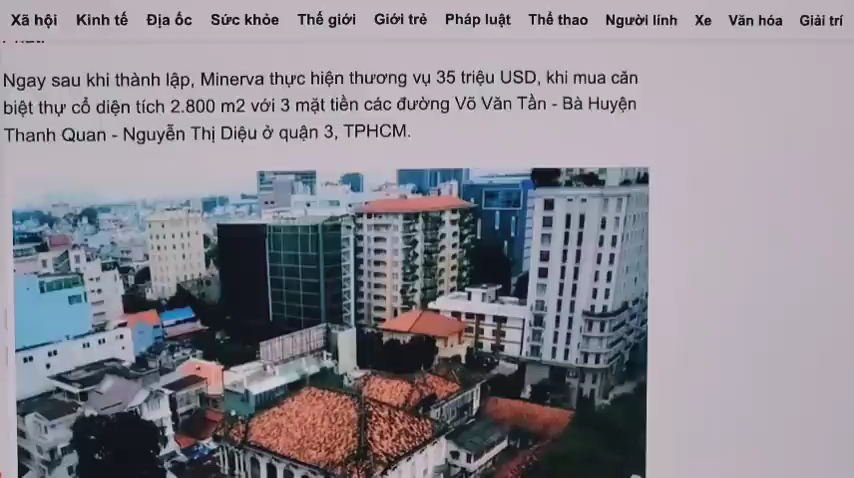 Xã hội Kinh tế Địa ốc Sức khỏe Thế giới Giới trẻ Pháp luật Thể thao Người lính Xe Văn hóa Giải trí
Ngay sau khi thành lập, Minerva thực hiện thương vụ 35 triệu USD, khi mua căn
biệt thự cổ diện tích 2.800 m2 với 3 mặt tiền các đường Võ Văn Tần - Bà Huyện
Thanh Quan - Nguyễn Thị Diệu ở quận 3, TPHCM.